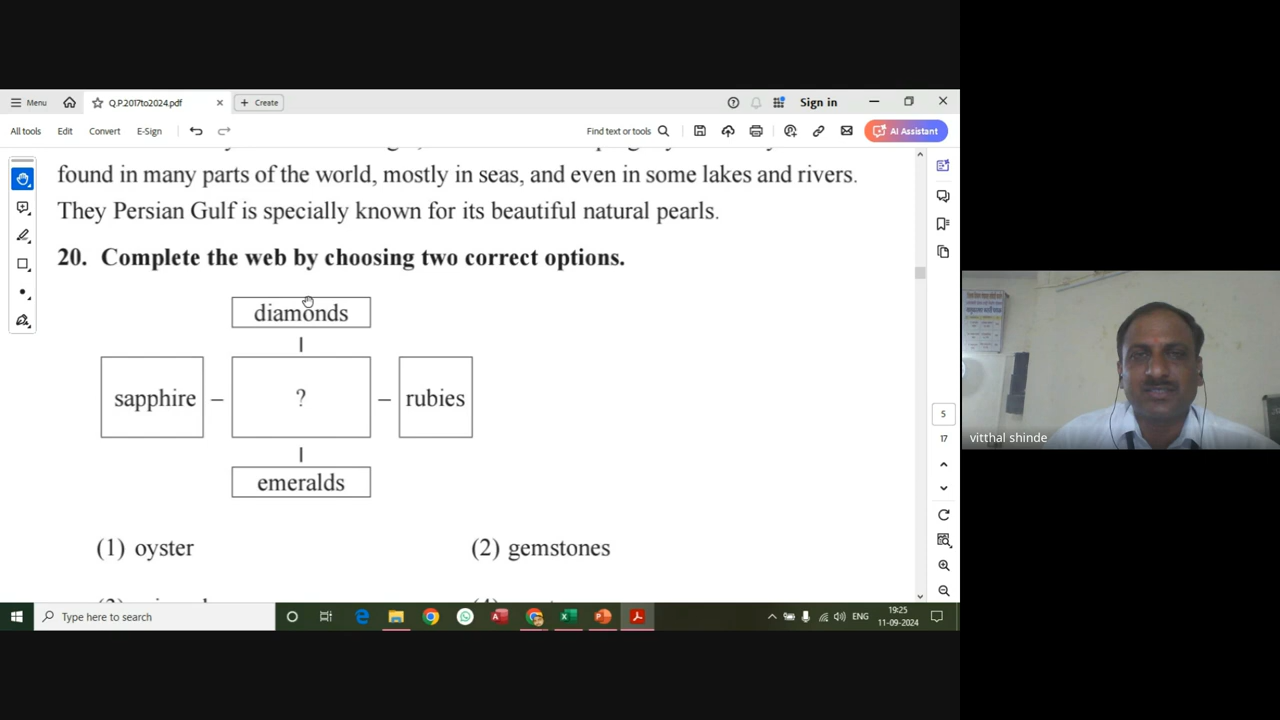 Menu
Q.P.2017to2024.pdf
Create
Sign in
All tools
Edit
Convert
E-Sign
Find text or tools
AI Assistant
found in many parts of the world, mostly in seas, and even in some lakes and rivers.
They Persian Gulf is specially known for its beautiful natural pearls.
20. Complete the web by choosing two correct options.
diamonds
sapphire – ? – rubies
emeralds
(1) oyster (2) gemstones
5
17
vitthal shinde
Type here to search
ENG
19:25
11-09-2024